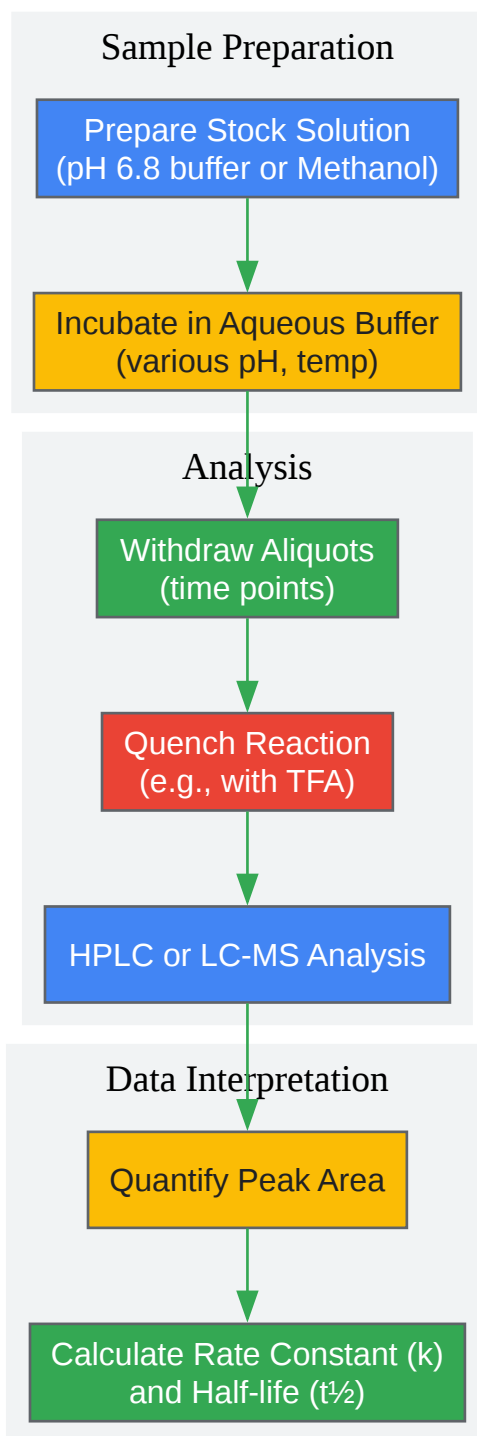 Sample Preparation
Prepare Stock Solution
(pH 6.8 buffer or Methanol)
Incubate in Aqueous Buffer
(various pH, temp)
Analysis
Withdraw Aliquots
(time points)
Quench Reaction
(e.g., with TFA)
HPLC or LC-MS Analysis
Data Interpretation
Quantify Peak Area
Calculate Rate Constant (k)
and Half-life (t½)